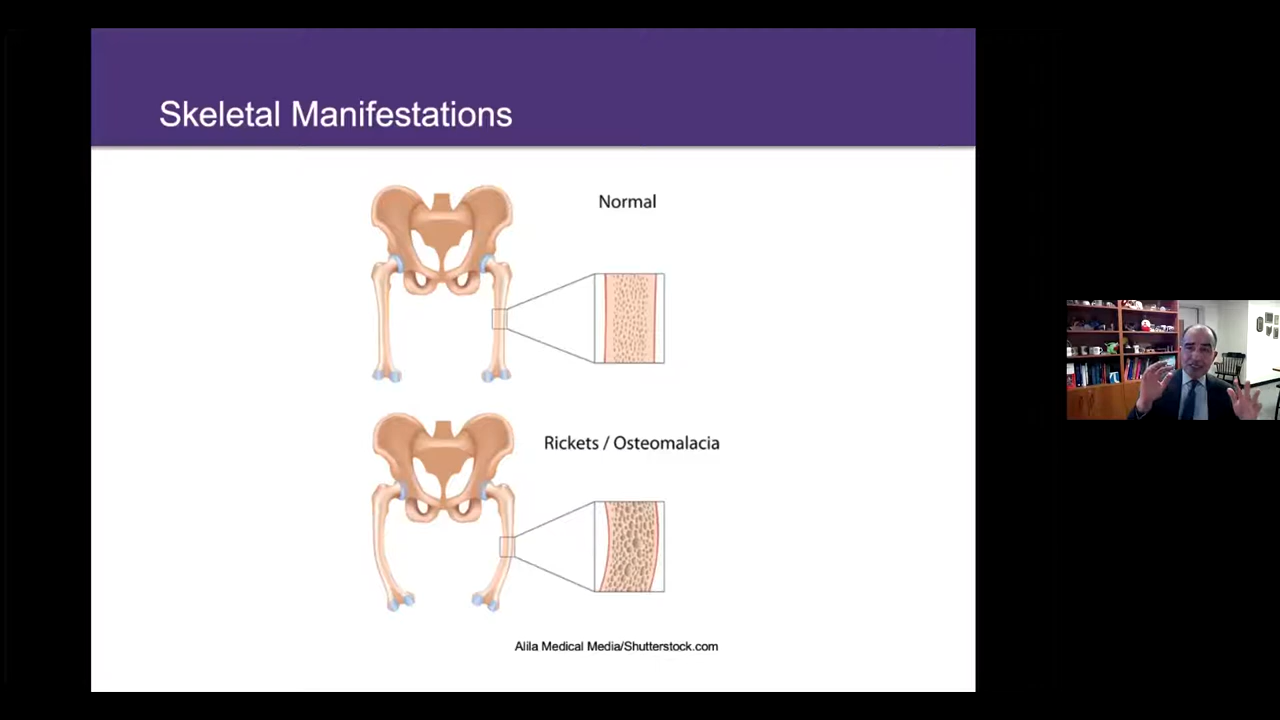 Skeletal Manifestations
Normal
Rickets / Osteomalacia
Alila Medical Media/Shutterstock.com